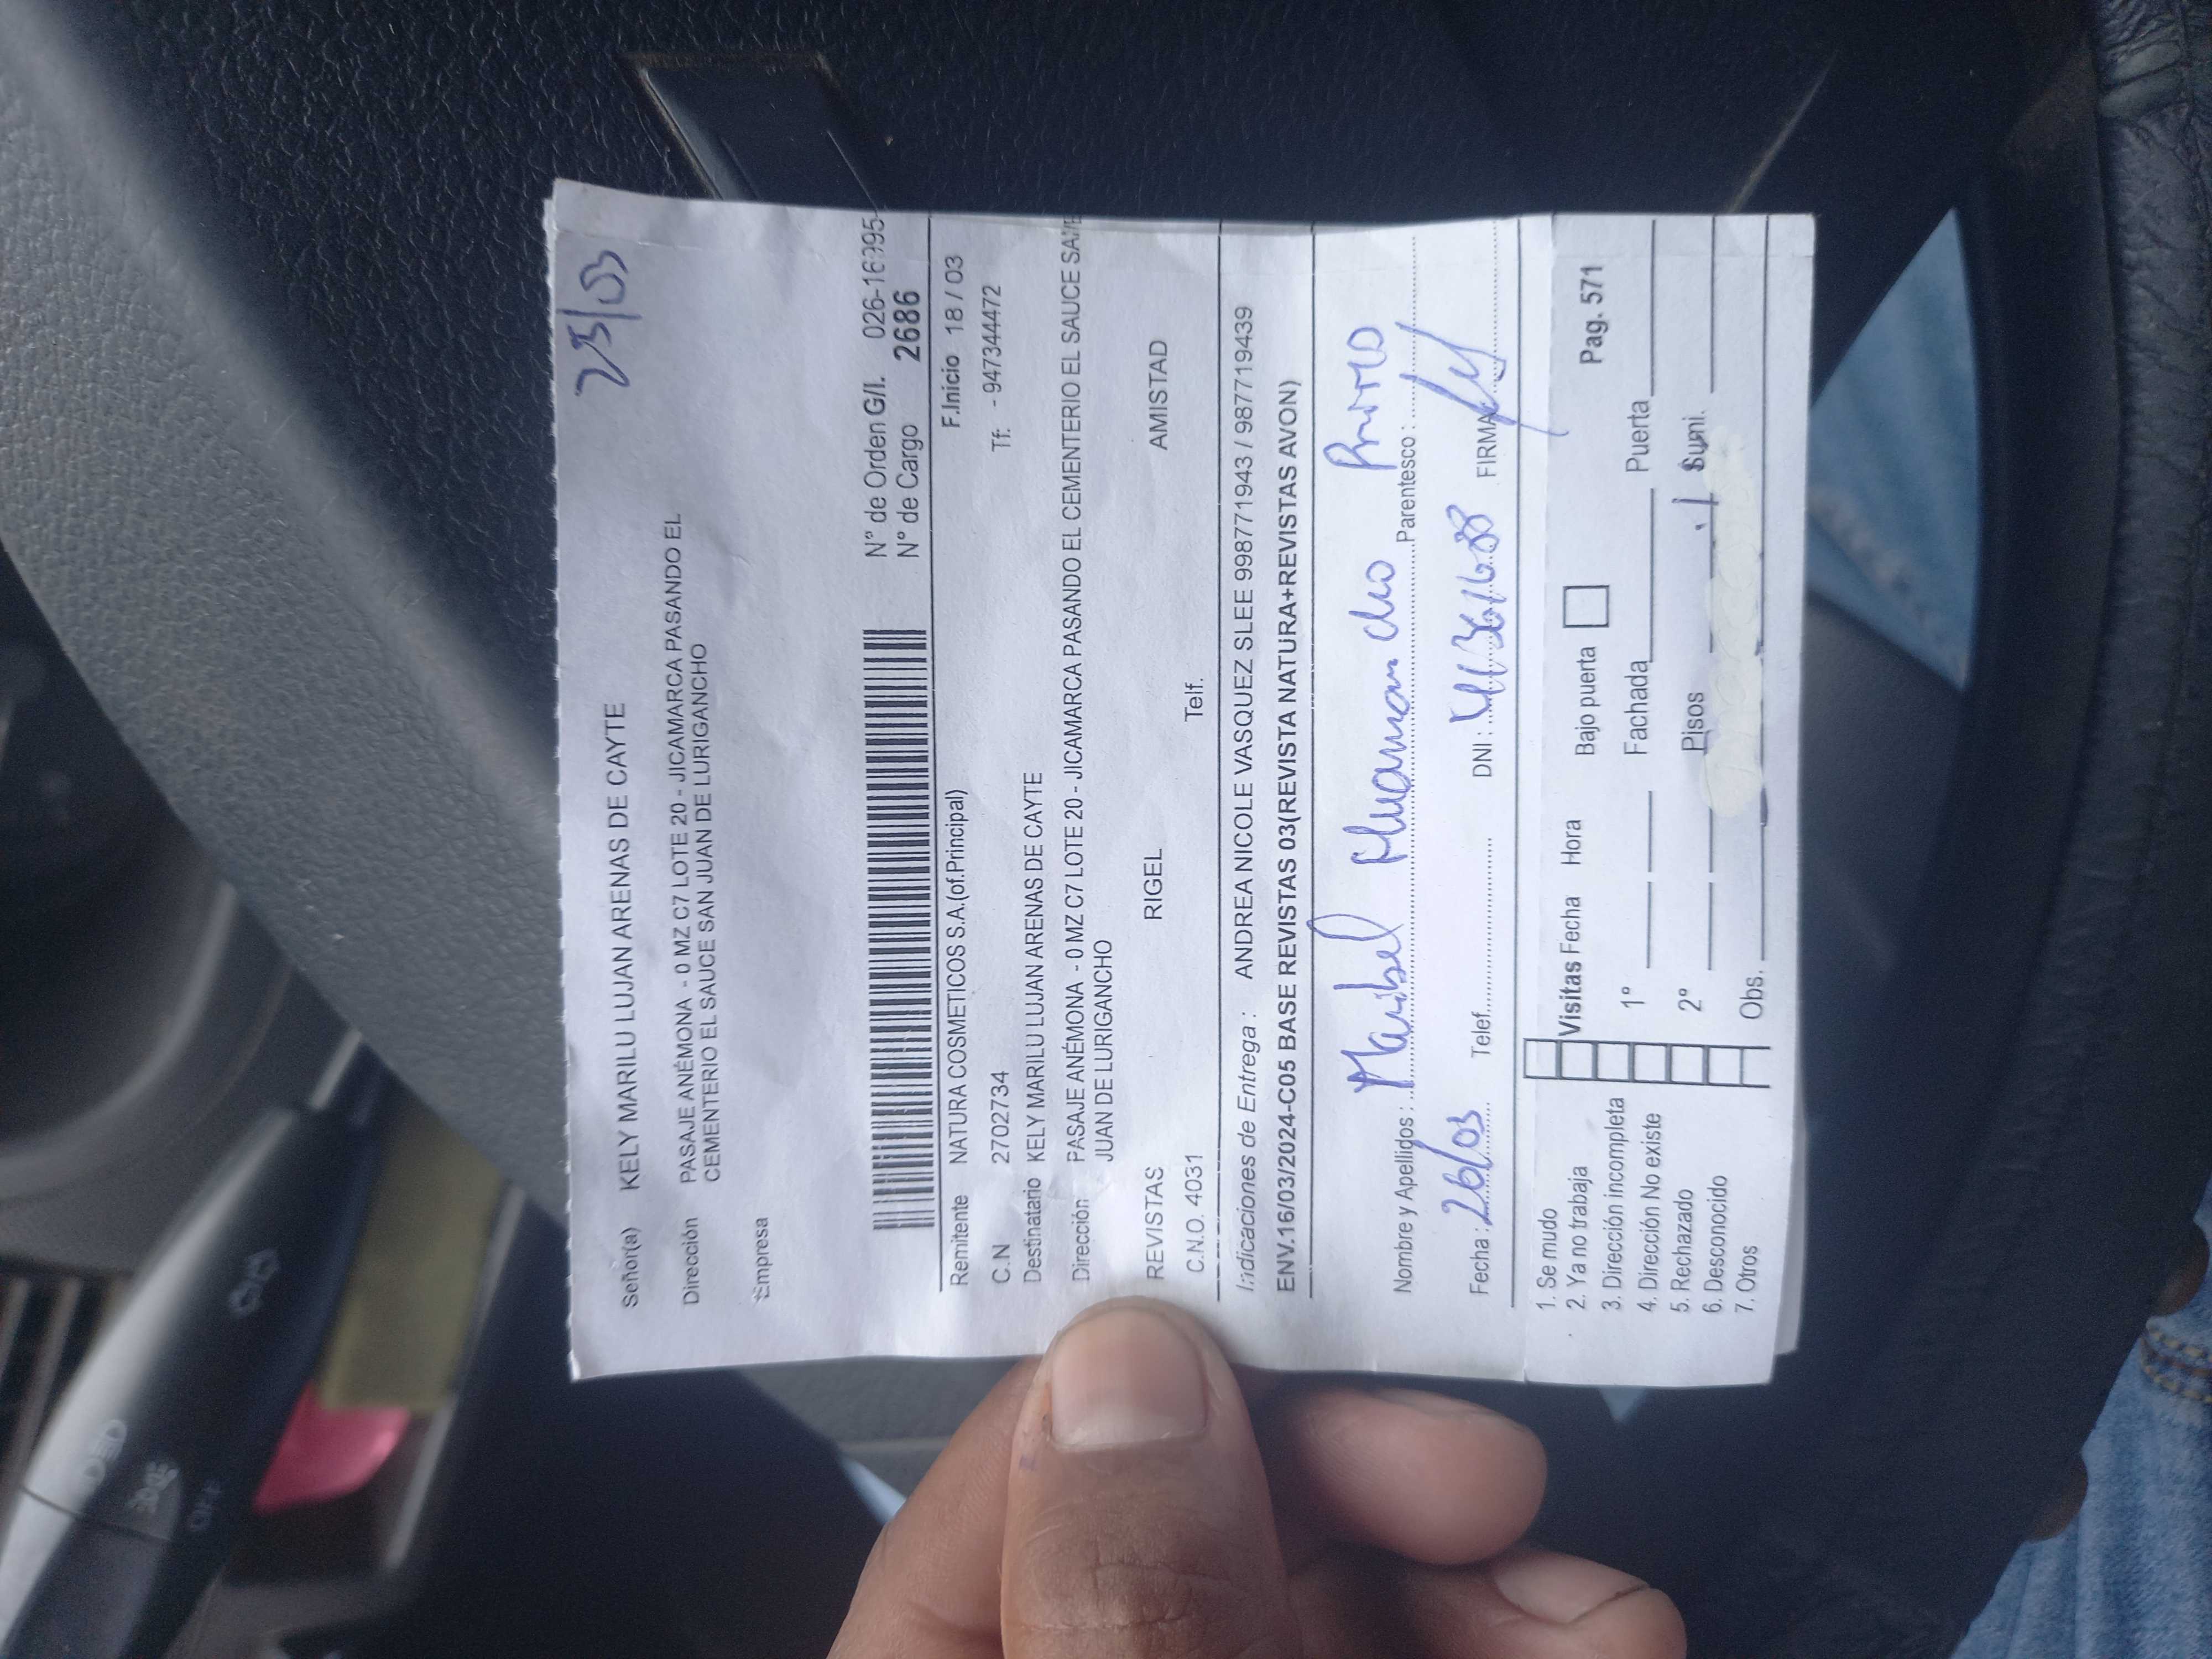 25/03
Señor(a) KELY MARILU LUJAN ARENAS DE CAYTE
Dirección PASAJE ANÉMONA - 0 MZ C7 LOTE 20 - JICAMARCA PASANDO EL
CEMENTERIO EL SAUCE SAN JUAN DE LURIGANCHO
Empresa
N° de Orden G/I. 026-16395
N° de Cargo 2686
Remitente NATURA COSMETICOS S.A.(of.Principal) F.Inicio 18 / 03
C.N 2702734 Tf. - 947344472
Destinatario KELY MARILU LUJAN ARENAS DE CAYTE
Dirección PASAJE ANÉMONA - 0 MZ C7 LOTE 20 - JICAMARCA PASANDO EL CEMENTERIO EL SAUCE
JUAN DE LURIGANCHO
REVISTAS RIGEL AMISTAD
C.N.O. 4031 Telf.
Indicaciones de Entrega : ANDREA NICOLE VASQUEZ SLEE 998771943 / 987719439
ENV.16/03/2024-C05 BASE REVISTAS 03(REVISTA NATURA+REVISTAS AVON)
Nombre y Apellidos : Maribel Parentesco : Primo
Fecha : 26/03 Telef. DNI : FIRMA
1. Se mudo
2. Ya no trabaja Visitas Fecha Hora Bajo puerta Pag. 571
3. Dirección incompleta 1° Fachada Puerta
4. Dirección No existe
5. Rechazado 2° Pisos Sumi.
6. Desconocido
7. Otros Obs.
OFF